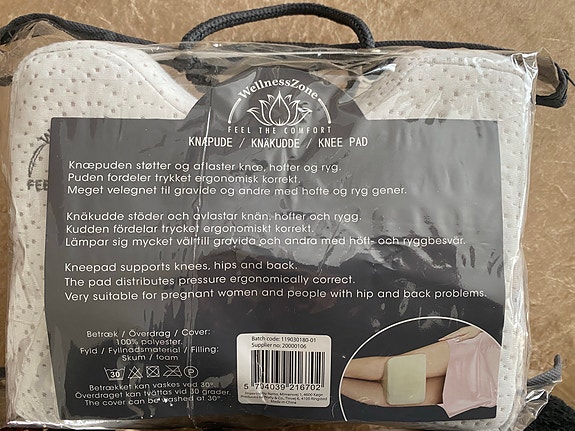 WellnessZone
FEEL THE COMFORT
KNÆPUDE / KNÄKUDDE / KNEE PAD
Knæpuden støtter og aflaster knæ, hofter og ryg.
Puden fordeler trykket ergonomisk korrekt.
Meget velegnet til gravide og andre med hofte og ryg gener.
Knäkudde stöder och avlastar knän, höfter och rygg.
Kudden fördelar trycket ergonomiskt korrekt.
Lämpar sig mycket väl till gravida och andra med höft- och ryggbesvär.
Kneepad supports knees, hips and back.
The pad distributes pressure ergonomically correct.
Very suitable for pregnant women and people with hip and back problems.
Betræk / Överdrag / Cover:
100% polyester.
Fyld / Fyllnadsmaterial / Filling:
Skum / foam
30
Betrækket kan vaskes ved 30°.
Överdraget kan tvättas vid 30 grader.
The cover can be washed at 30°.
Batch code: 119030180-01
Supplier no: 20000106
5 704039 216702
Made in China
FEEL